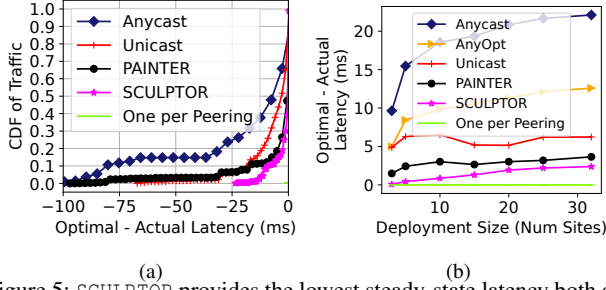 1.0
0.9
0.8
0.7
0.6
0.5
0.4
0.3
0.2
0.1
0.0
CDF of Traffic
Anycast
Unicast
PAINTER
SCULPTOR
One per Peering
−100 −75 −50 −25 0
Optimal - Actual Latency (ms)
(a)
20
15
10
5
0
Optimal - Actual
Latency (ms)
Anycast
AnyOpt
Unicast
PAINTER
SCULPTOR
One per Peering
10 20 30
Deployment Size (Num Sites)
(b)
5: SCULPTOR provides the lowest steady-state latency both